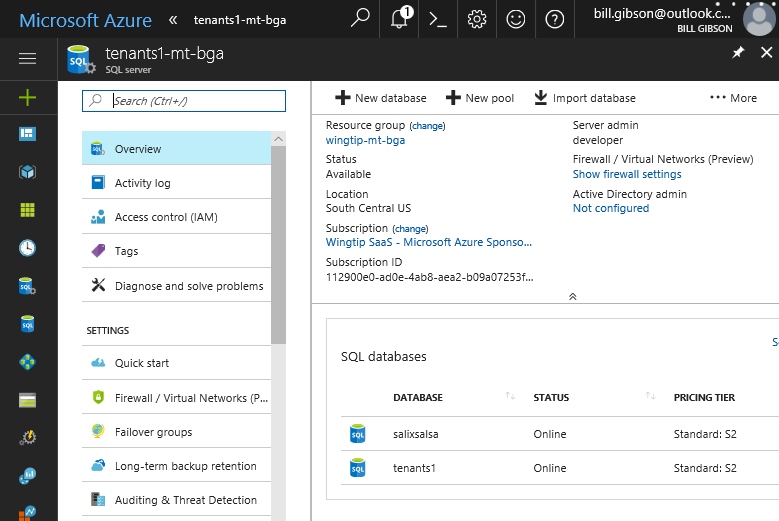 Microsoft Azure « tenants1-mt-bga 1 >_ ? bill.gibson@outlook.c...
BILL GIBSON
SQL tenants1-mt-bga
SQL server
Search (Ctrl+/)
Overview
Activity log
Access control (IAM)
Tags
Diagnose and solve problems
SETTINGS
Quick start
Firewall / Virtual Networks (P...
Failover groups
Long-term backup retention
Auditing & Threat Detection
New database New pool Import database ··· More
Resource group (change)
wingtip-mt-bga
Status
Available
Location
South Central US
Subscription (change)
Wingtip SaaS - Microsoft Azure Sponso...
Subscription ID
112900e0-ad0e-4ab8-aea2-b09a07253f...
Server admin
developer
Firewall / Virtual Networks (Preview)
Show firewall settings
Active Directory admin
Not configured
SQL databases
DATABASE STATUS PRICING TIER
SQL salixsalsa Online Standard: S2
SQL tenants1 Online Standard: S2